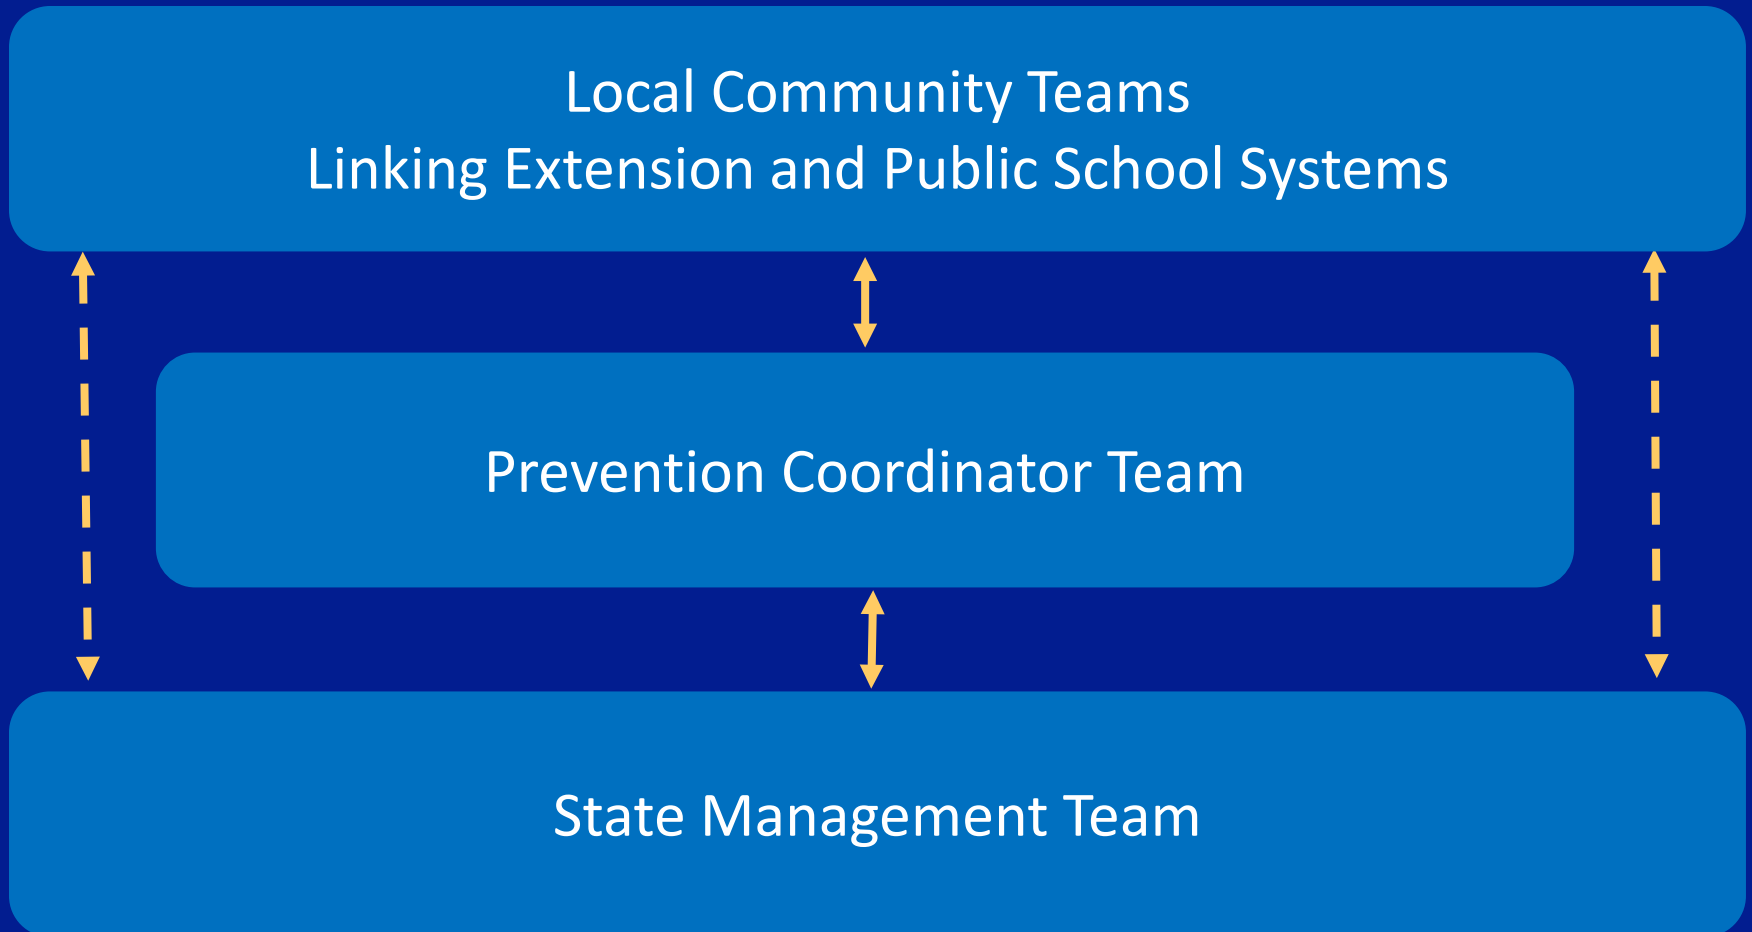 Local Community Teams
Linking Extension and Public School Systems
Prevention Coordinator Team
State Management Team